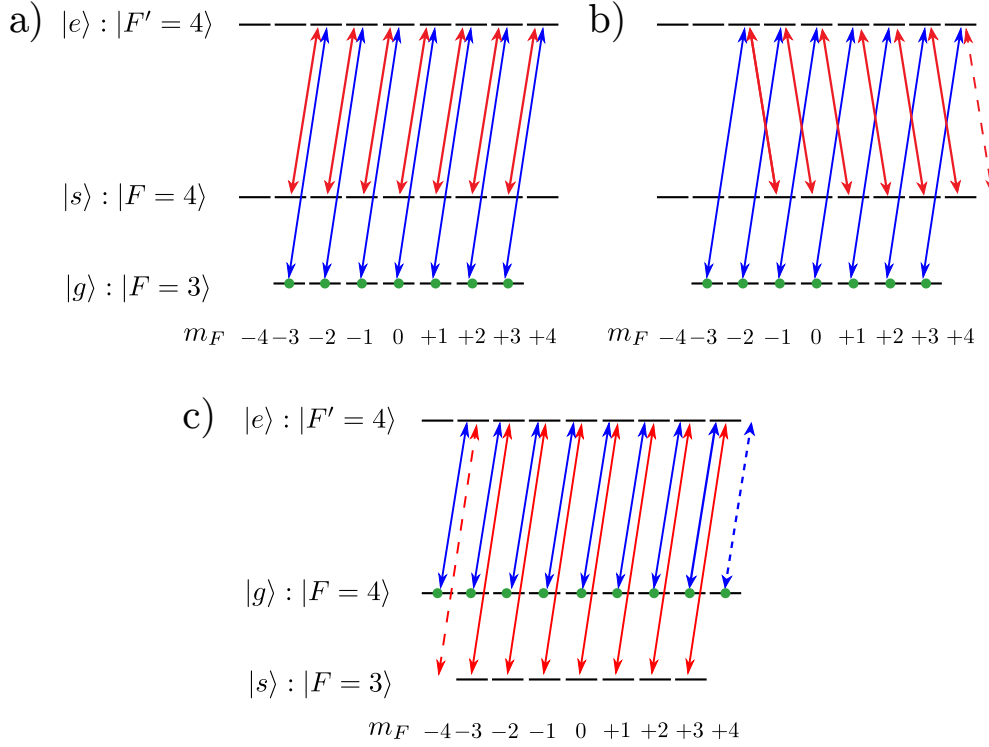 a) |e⟩ : |F′ = 4⟩
|s⟩ : |F = 4⟩
|g⟩ : |F = 3⟩
m_F −4 −3 −2 −1 0 +1 +2 +3 +4
b)
m_F −4 −3 −2 −1 0 +1 +2 +3 +4
c) |e⟩ : |F′ = 4⟩
|g⟩ : |F = 4⟩
|s⟩ : |F = 3⟩
m_F −4 −3 −2 −1 0 +1 +2 +3 +4